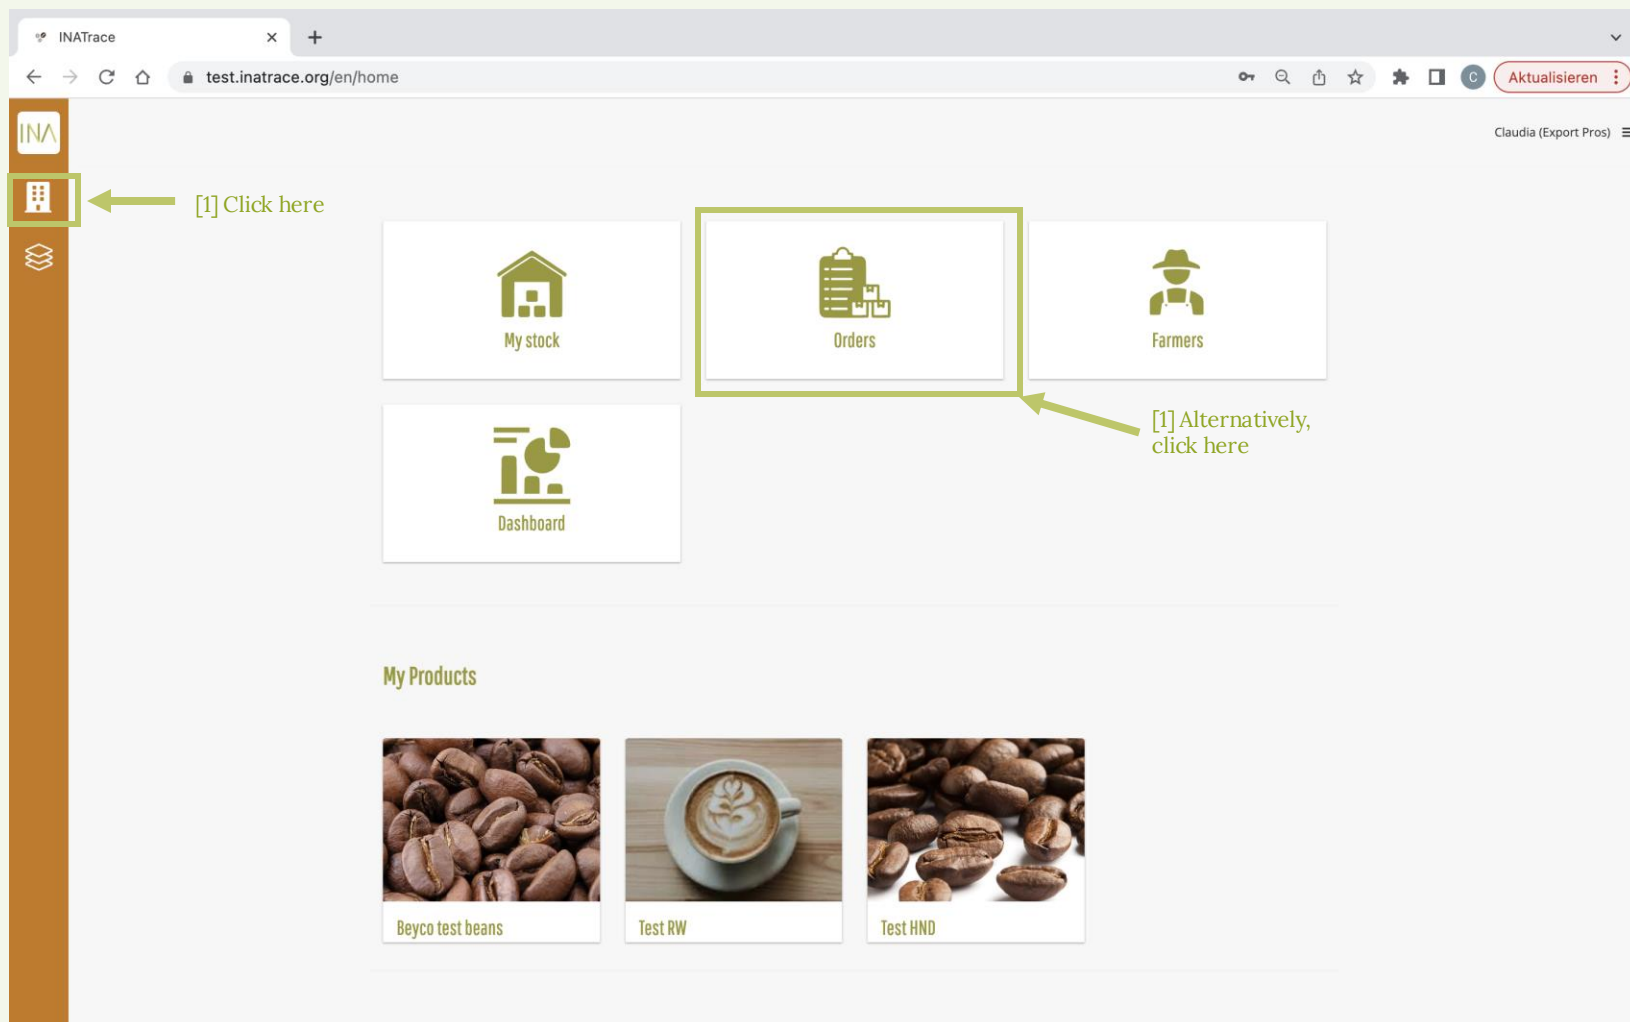 INATrace
test.inatrace.org/en/home
C
Aktualisieren
INA
Claudia (Export Pros)
[1] Click here
My stock
Orders
Farmers
[1] Alternatively,
click here
Dashboard
My Products
Beyco test beans
Test RW
Test HND